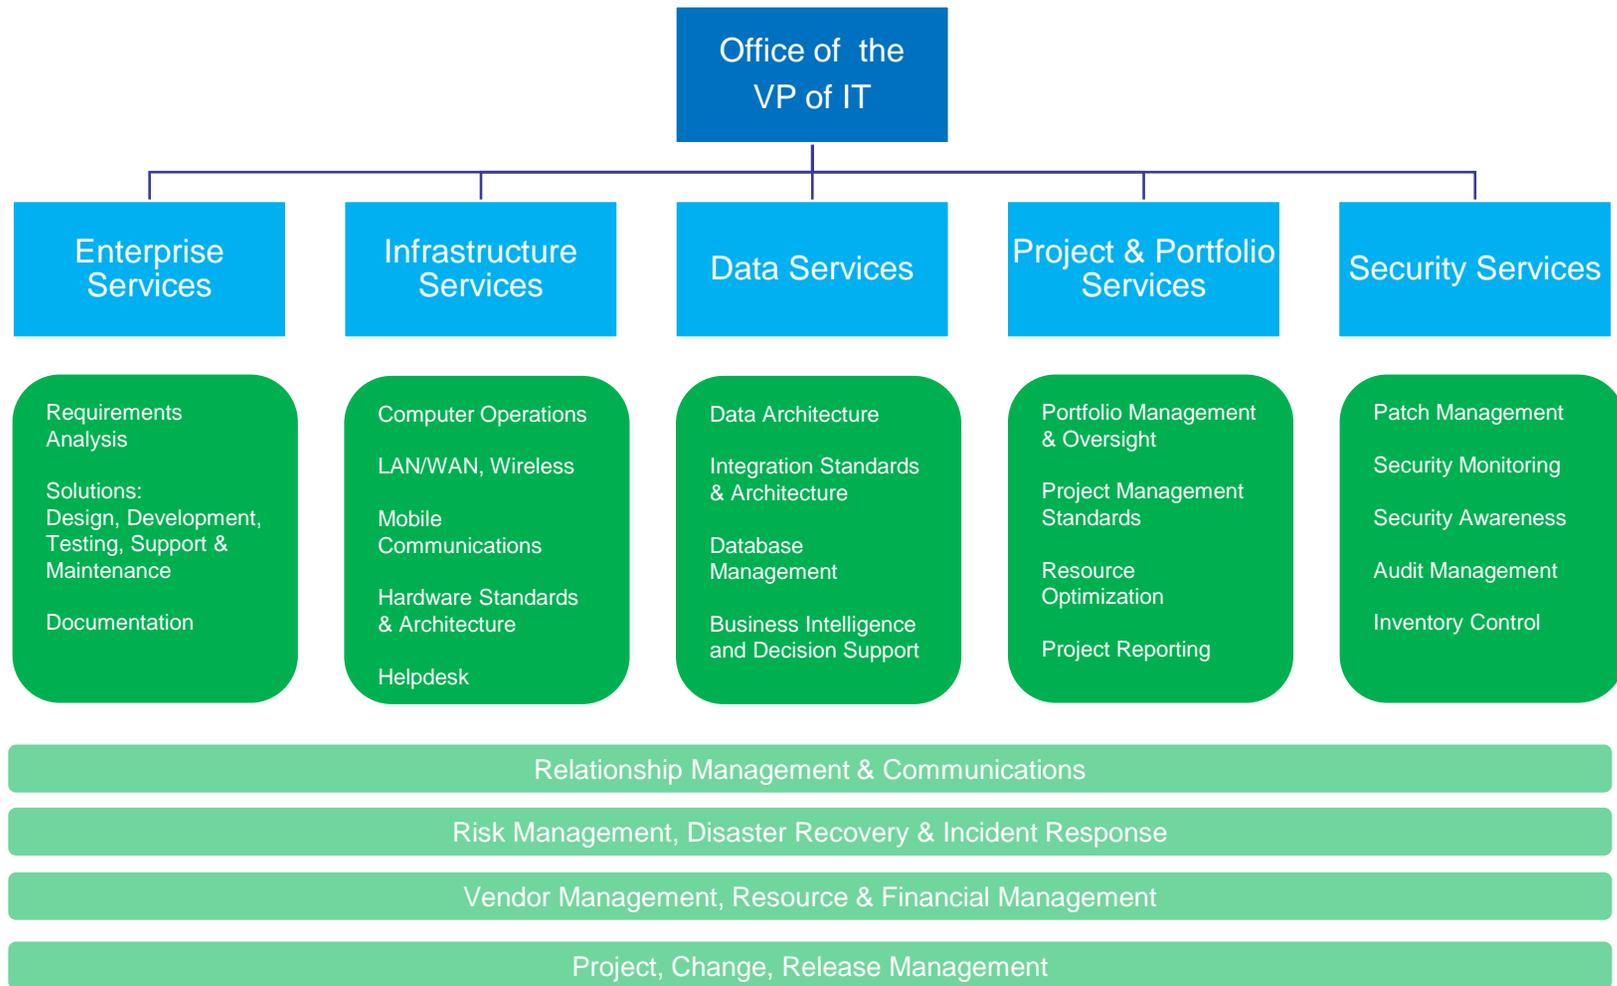 Office of the
VP of IT
Enterprise
Services
Infrastructure
Services
Data Services
Project & Portfolio
Services
Security Services
Requirements
Analysis
Solutions:
Design, Development,
Testing, Support &
Maintenance
Documentation
Computer Operations
LAN/WAN, Wireless
Mobile
Communications
Hardware Standards
& Architecture
Helpdesk
Data Architecture
Integration Standards
& Architecture
Database
Management
Business Intelligence
and Decision Support
Portfolio Management
& Oversight
Project Management
Standards
Resource
Optimization
Project Reporting
Patch Management
Security Monitoring
Security Awareness
Audit Management
Inventory Control
Relationship Management & Communications
Risk Management, Disaster Recovery & Incident Response
Vendor Management, Resource & Financial Management
Project, Change, Release Management